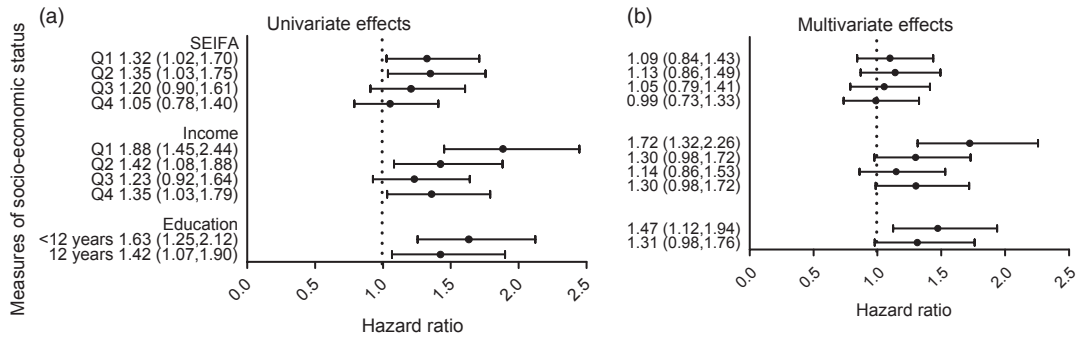 (a)
Univariate effects
Measures of socio-economic status
SEIFA
Q1 1.32 (1.02,1.70)
Q2 1.35 (1.03,1.75)
Q3 1.20 (0.90,1.61)
Q4 1.05 (0.78,1.40)
Income
Q1 1.88 (1.45,2.44)
Q2 1.42 (1.08,1.88)
Q3 1.23 (0.92,1.64)
Q4 1.35 (1.03,1.79)
Education
<12 years 1.63 (1.25,2.12)
12 years 1.42 (1.07,1.90)
0.0 0.5 1.0 1.5 2.0 2.5
Hazard ratio
(b)
Multivariate effects
1.09 (0.84,1.43)
1.13 (0.86,1.49)
1.05 (0.79,1.41)
0.99 (0.73,1.33)
1.72 (1.32,2.26)
1.30 (0.98,1.72)
1.14 (0.86,1.53)
1.30 (0.98,1.72)
1.47 (1.12,1.94)
1.31 (0.98,1.76)
0.0 0.5 1.0 1.5 2.0 2.5
Hazard ratio